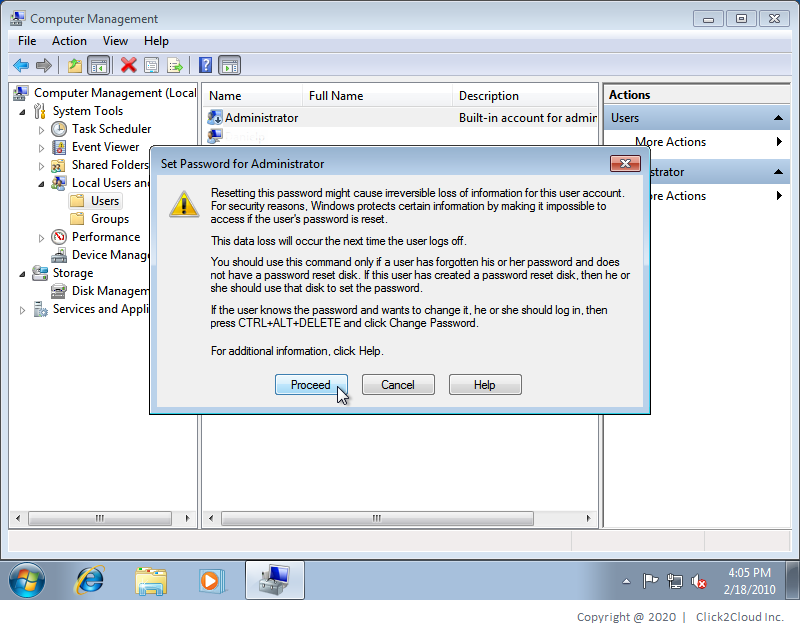 Computer Management
File Action View Help
Computer Management (Local
System Tools
Task Scheduler
Event Viewer
Shared Folders
Local Users and
Users
Groups
Performance
Device Manag
Storage
Disk Managem
Services and Appli
Name Full Name Description
Administrator Built-in account for admin
Actions
Users
More Actions
strator
ore Actions
Set Password for Administrator
Resetting this password might cause irreversible loss of information for this user account.
For security reasons, Windows protects certain information by making it impossible to
access if the user's password is reset.
This data loss will occur the next time the user logs off.
You should use this command only if a user has forgotten his or her password and does
not have a password reset disk. If this user has created a password reset disk, then he or
she should use that disk to set the password.
If the user knows the password and wants to change it, he or she should log in, then
press CTRL+ALT+DELETE and click Change Password.
For additional information, click Help.
Proceed Cancel Help
4:05 PM
2/18/2010
Copyright @ 2020 | Click2Cloud Inc.